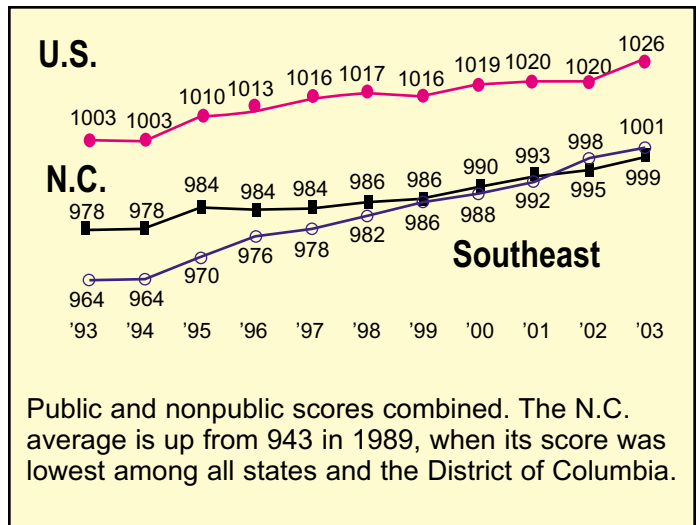 U.S.
1003 1003 1010 1013 1016 1017 1016 1019 1020 1020 1026
N.C.
978 978 984 984 984 986 986 990 993 995 999
964 964 970 976 978 982 986 988 992 998 1001
Southeast
'93 '94 '95 '96 '97 '98 '99 '00 '01 '02 '03
Public and nonpublic scores combined. The N.C.
average is up from 943 in 1989, when its score was
lowest among all states and the District of Columbia.